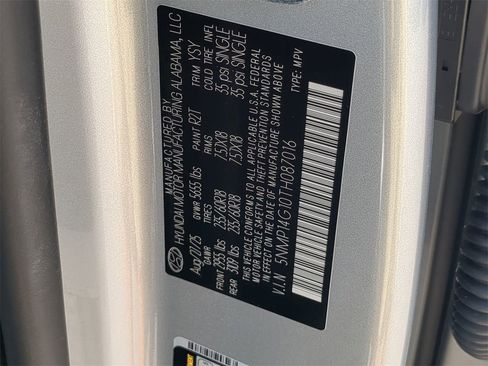 MANUFACTURED BY
HYUNDAI MOTOR MANUFACTURING ALABAMA, LLC
Aug/07/25 GVWR 5655 lbs PAINT R2T TRIM YSY
GAWR TIRES RIMS COLD TIRE INFL
FRONT 2955 lbs 235/60R18 7.5JX18 35 psi SINGLE
REAR 3109 lbs 235/60R18 7.5JX18 35 psi SINGLE
THIS VEHICLE CONFORMS TO ALL APPLICABLE U.S.A. FEDERAL
MOTOR VEHICLE SAFETY AND THEFT PREVENTION STANDARDS
IN EFFECT ON THE DATE OF MANUFACTURE SHOWN ABOVE
V.I.N 5NMP14G10TH087016 TYPE: MPV